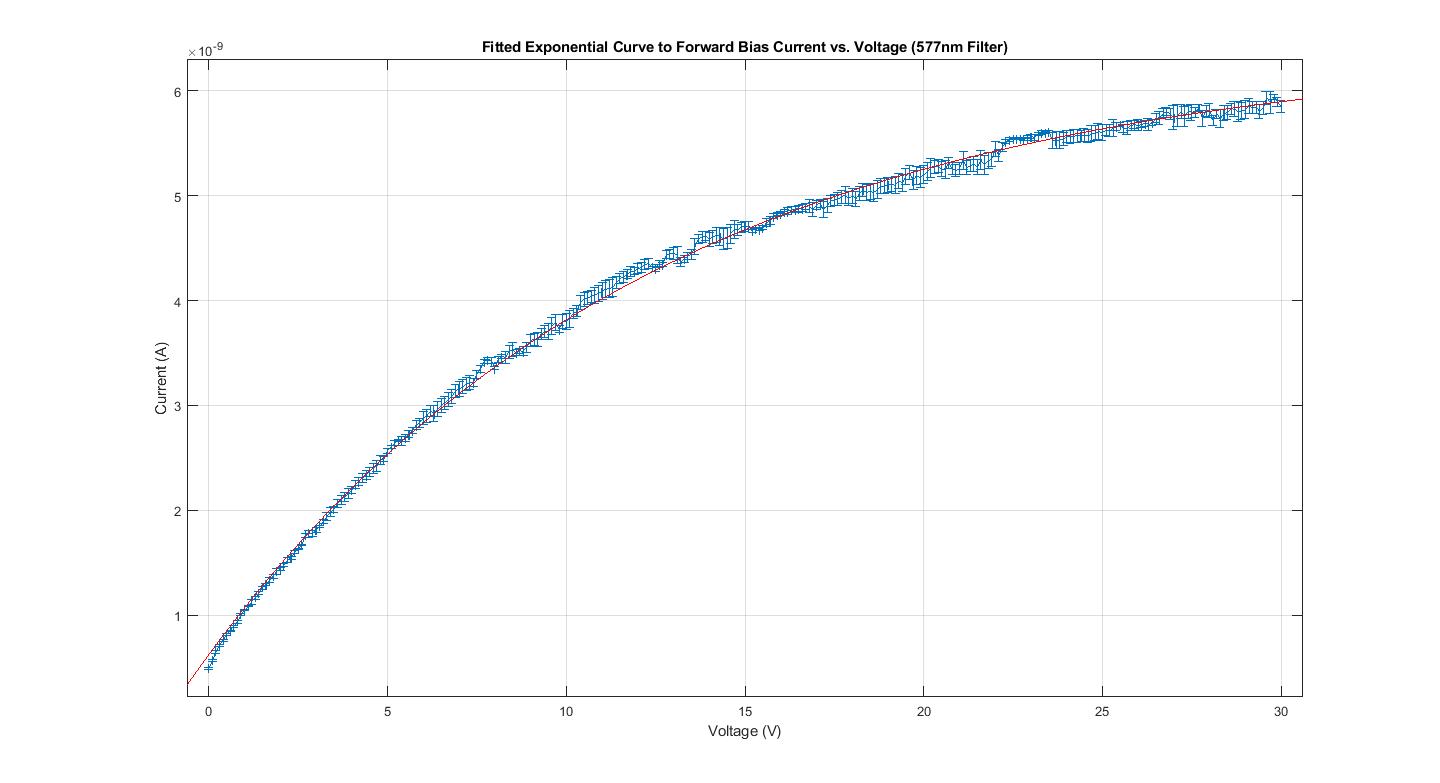 Fitted Exponential Curve to Forward Bias Current vs. Voltage (577nm Filter)
×10⁻⁹
6
5
4
3
2
1
Current (A)
0 5 10 15 20 25 30
Voltage (V)